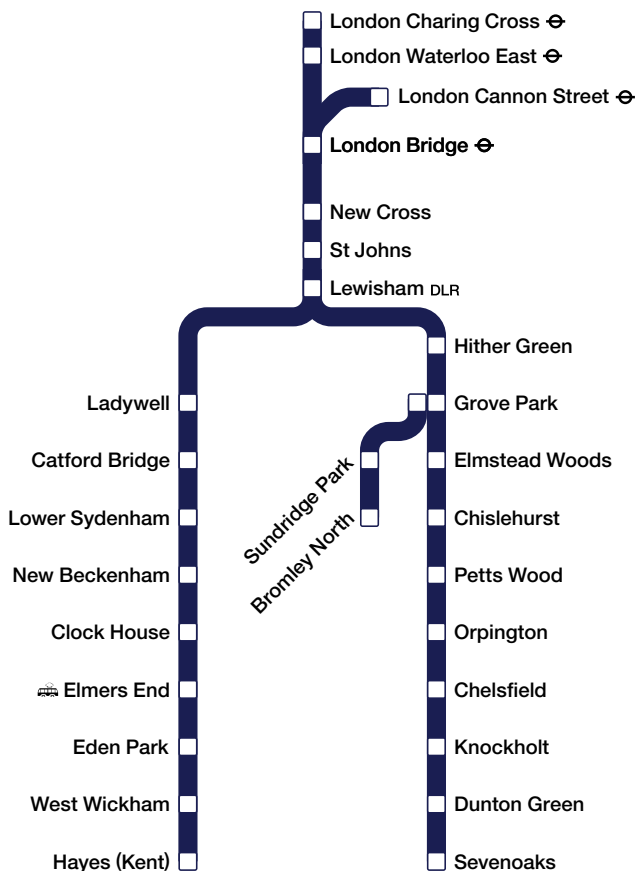 London Charing Cross
London Waterloo East
London Cannon Street
London Bridge
New Cross
St Johns
Lewisham DLR
Hither Green
Ladywell
Grove Park
Catford Bridge
Elmstead Woods
Sundridge Park
Lower Sydenham
Chislehurst
Bromley North
New Beckenham
Petts Wood
Clock House
Orpington
Elmers End
Chelsfield
Eden Park
Knockholt
West Wickham
Dunton Green
Hayes (Kent)
Sevenoaks